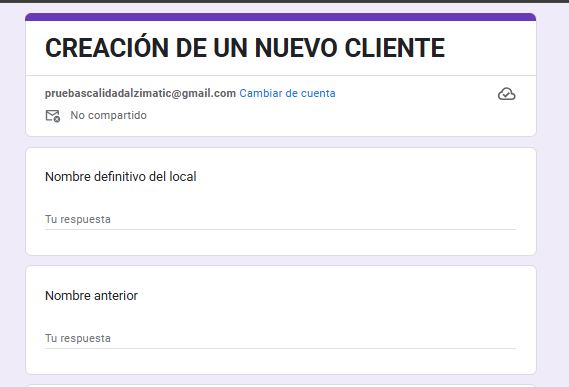 CREACIÓN DE UN NUEVO CLIENTE
pruebascalidadalzimatic@gmail.com Cambiar de cuenta
No compartido
Nombre definitivo del local
Tu respuesta
Nombre anterior
Tu respuesta